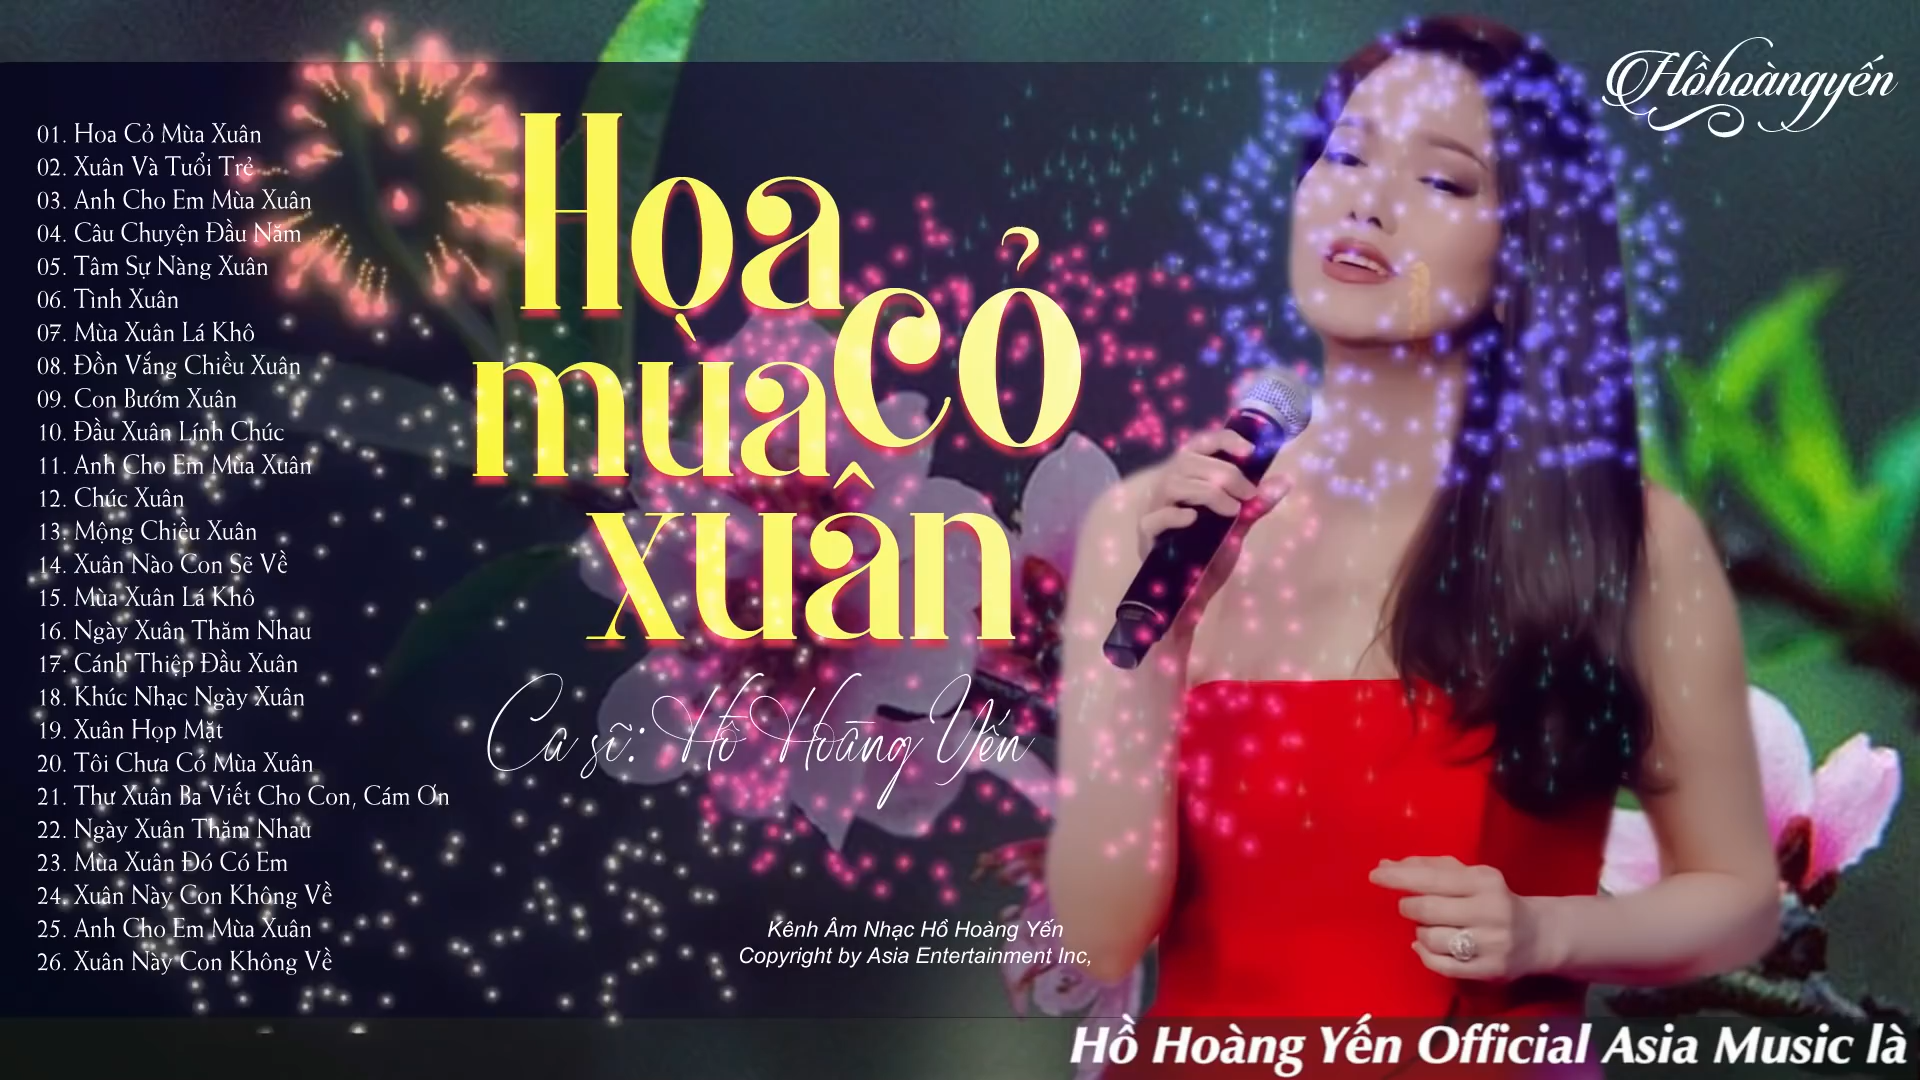 Hồhoàngyến
01. Hoa Cỏ Mùa Xuân
02. Xuân Và Tuổi Trẻ
03. Anh Cho Em Mùa Xuân
04. Câu Chuyện Đầu Năm
05. Tâm Sự Nàng Xuân
06. Tình Xuân
07. Mùa Xuân Lá Khô
08. Đồn Vắng Chiều Xuân
09. Con Bướm Xuân
10. Đầu Xuân Lính Chúc
11. Anh Cho Em Mùa Xuân
12. Chúc Xuân
13. Mộng Chiều Xuân
14. Xuân Nào Con Sẽ Về
15. Mùa Xuân Lá Khô
16. Ngày Xuân Thăm Nhau
17. Cánh Thiệp Đầu Xuân
18. Khúc Nhạc Ngày Xuân
19. Xuân Họp Mặt
20. Tôi Chưa Có Mùa Xuân
21. Thư Xuân Ba Viết Cho Con, Cám Ơn
22. Ngày Xuân Thăm Nhau
23. Mùa Xuân Đó Có Em
24. Xuân Này Con Không Về
25. Anh Cho Em Mùa Xuân
26. Xuân Này Con Không Về
Hoa
cỏ
mùa
xuân
Ca sĩ: Hồ Hoàng Yến
Kênh Âm Nhạc Hồ Hoàng Yến
Copyright by Asia Entertainment Inc,
Hồ Hoàng Yến Official Asia Music là